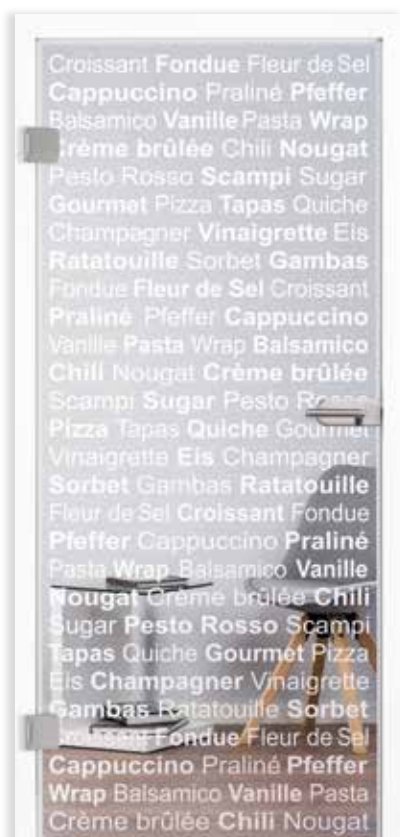 Croissant Fondue Fleur de Sel
Cappuccino Praliné Pfeffer
Balsamico Vanille Pasta Wrap
Crème brûlée Chili Nougat
Pesto Rosso Scampi Sugar
Gourmet Pizza Tapas Quiche
Champagner Vinaigrette Eis
Ratatouille Sorbet Gambas
Fondue Fleur de Sel Croissant
Praliné Pfeffer Cappuccino
Vanille Pasta Wrap Balsamico
Chili Nougat Crème brûlée
Scampi Sugar Pesto Rosso
Pizza Tapas Quiche Gourmet
Vinaigrette Eis Champagner
Sorbet Gambas Ratatouille
Fleur de Sel Croissant Fondue
Pfeffer Cappuccino Praliné
Pasta Wrap Balsamico Vanille
Nougat Crème brûlée Chili
Sugar Pesto Rosso Scampi
Tapas Quiche Gourmet Pizza
Eis Champagner Vinaigrette
Gambas Ratatouille Sorbet
Croissant Fondue Fleur de Sel
Cappuccino Praliné Pfeffer
Wrap Balsamico Vanille Pasta
Crème brûlée Chili Nougat